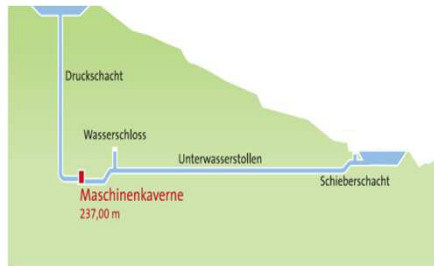 Druckschacht
Wasserschloss
Unterwasserstollen
Schieberschacht
Maschinenkaverne
237,00 m